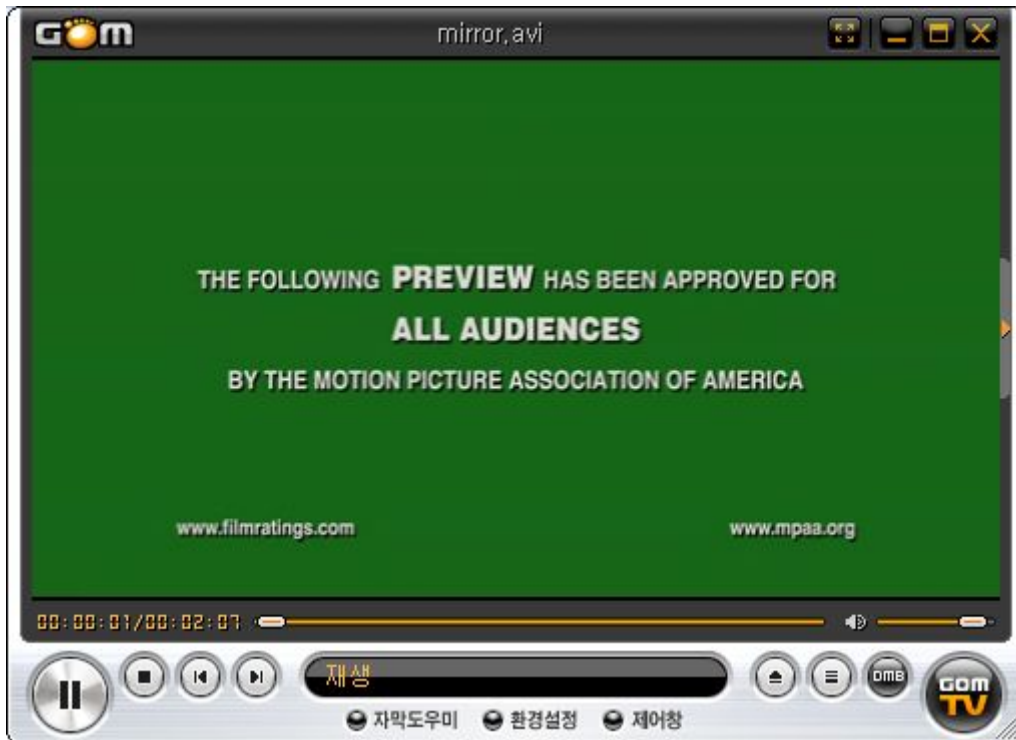 GOM
mirror.avi
THE FOLLOWING PREVIEW HAS BEEN APPROVED FOR
ALL AUDIENCES
BY THE MOTION PICTURE ASSOCIATION OF AMERICA
www.filmratings.com
www.mpaa.org
00:00:01/00:02:07
재생
DMB
GOM
TV
자막도우미
환경설정
제어창